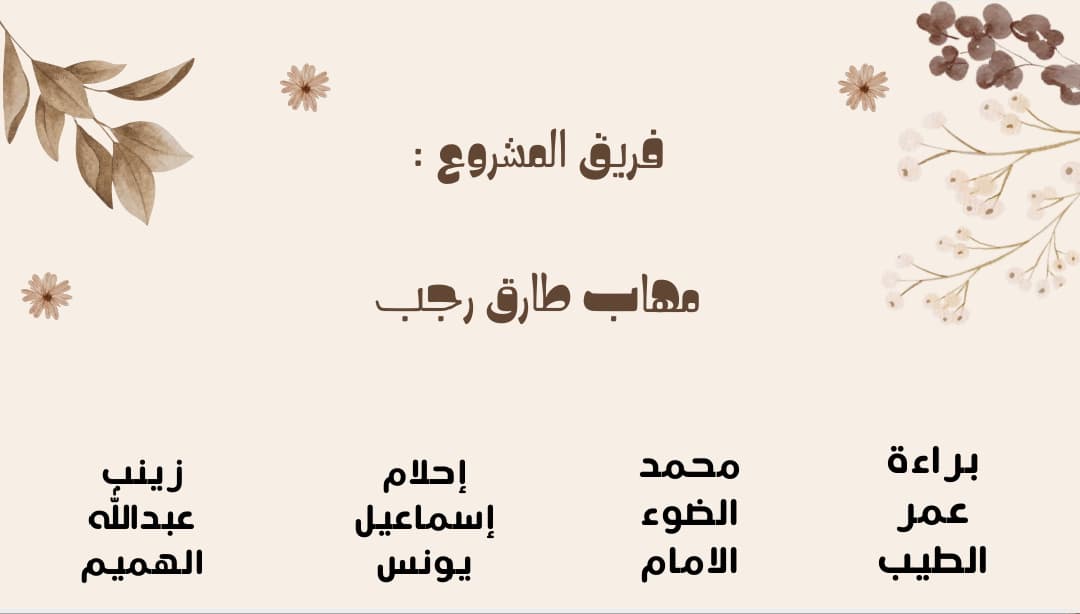 فريق المشروع :
مهاب طارق رجب
براءة
عمر
الطيب
محمد
الضوء
الامام
إحلام
إسماعيل
يونس
زينب
عبدالله
الهميم